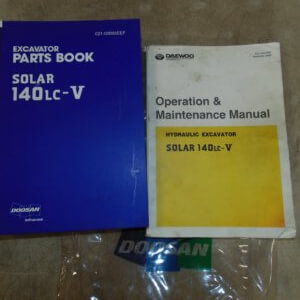 EXCAVATOR
PARTS BOOK
SOLAR
140LC-V
DOOSAN
DAEWOO
Operation &
Maintenance Manual
HYDRAULIC EXCAVATOR
SOLAR 140LC-V
DOOSAN